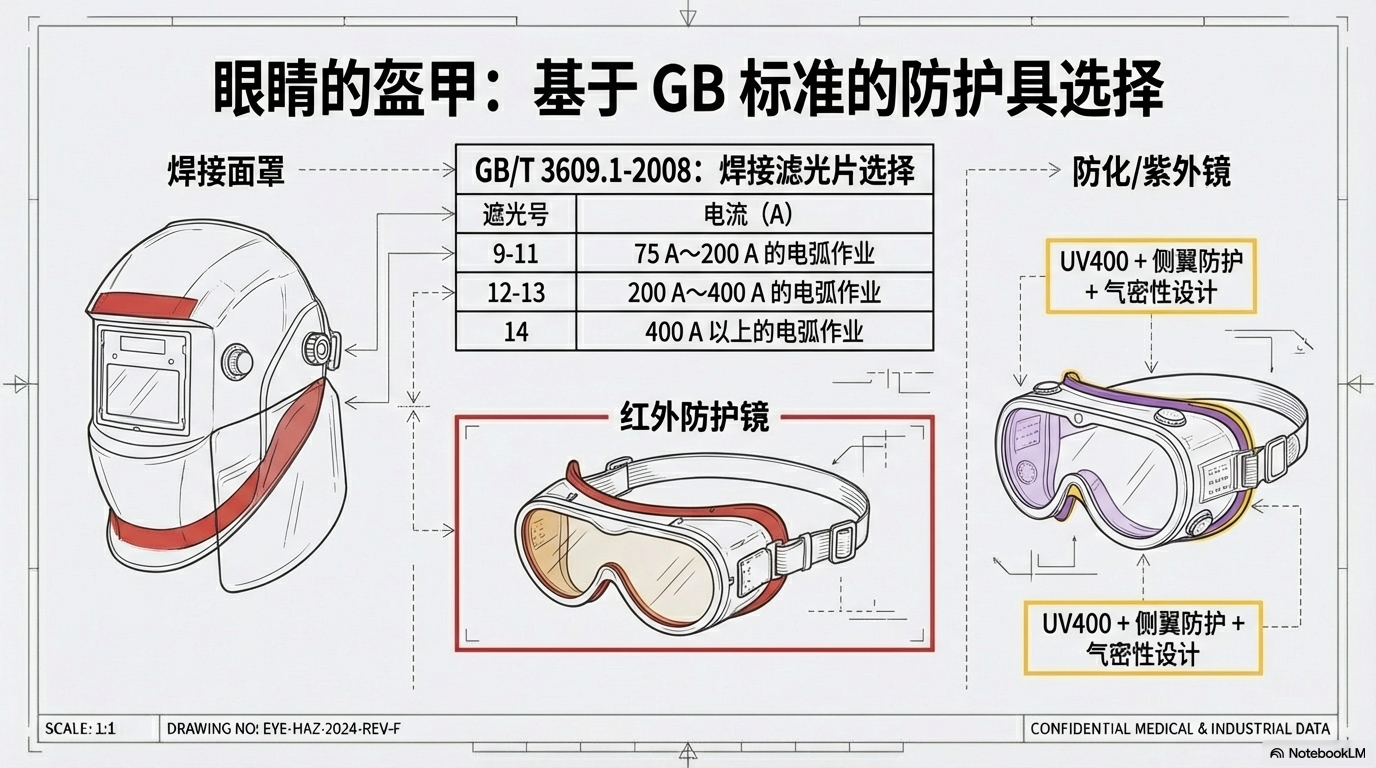 眼睛的盔甲：基于 GB 标准的防护具选择
焊接面罩
GB/T 3609.1-2008：焊接滤光片选择
遮光号 电流（A）
9-11 75 A～200 A 的电弧作业
12-13 200 A～400 A 的电弧作业
14 400 A 以上的电弧作业
红外防护镜
防化/紫外镜
UV400 + 侧翼防护
+ 气密性设计
UV400 + 侧翼防护 +
气密性设计
SCALE: 1:1
DRAWING NO: EYE-HAZ-2024-REV-F
CONFIDENTIAL MEDICAL & INDUSTRIAL DATA
NotebookLM